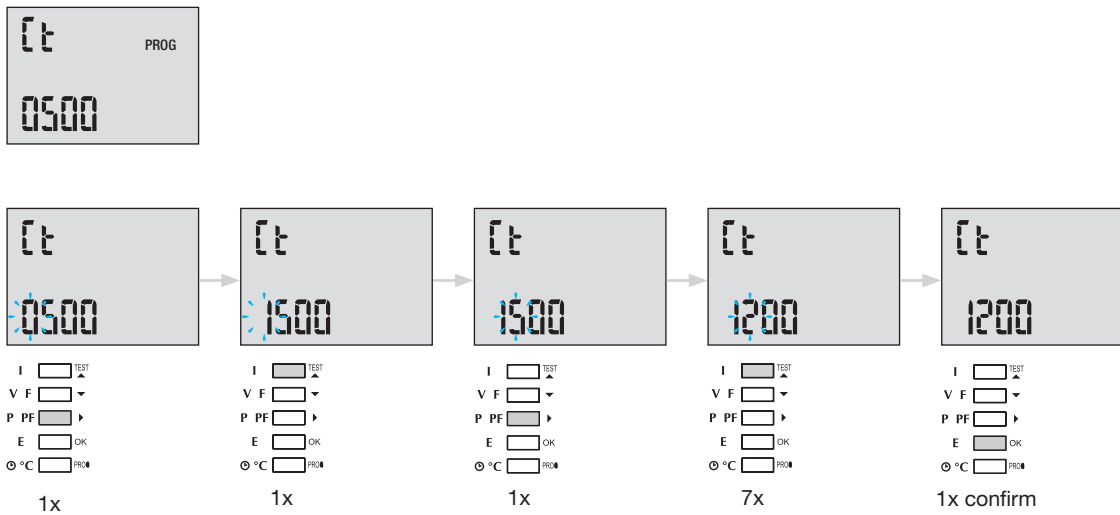 Ct PROG
0500
Ct Ct Ct Ct Ct
0500 1500 1500 1200 1200
I TEST I TEST I TEST I TEST I TEST
V F V F V F V F V F
P PF P PF P PF P PF P PF
E OK E OK E OK E OK E OK
°C PROG °C PROG °C PROG °C PROG °C PROG
1x 1x 1x 7x 1x confirm